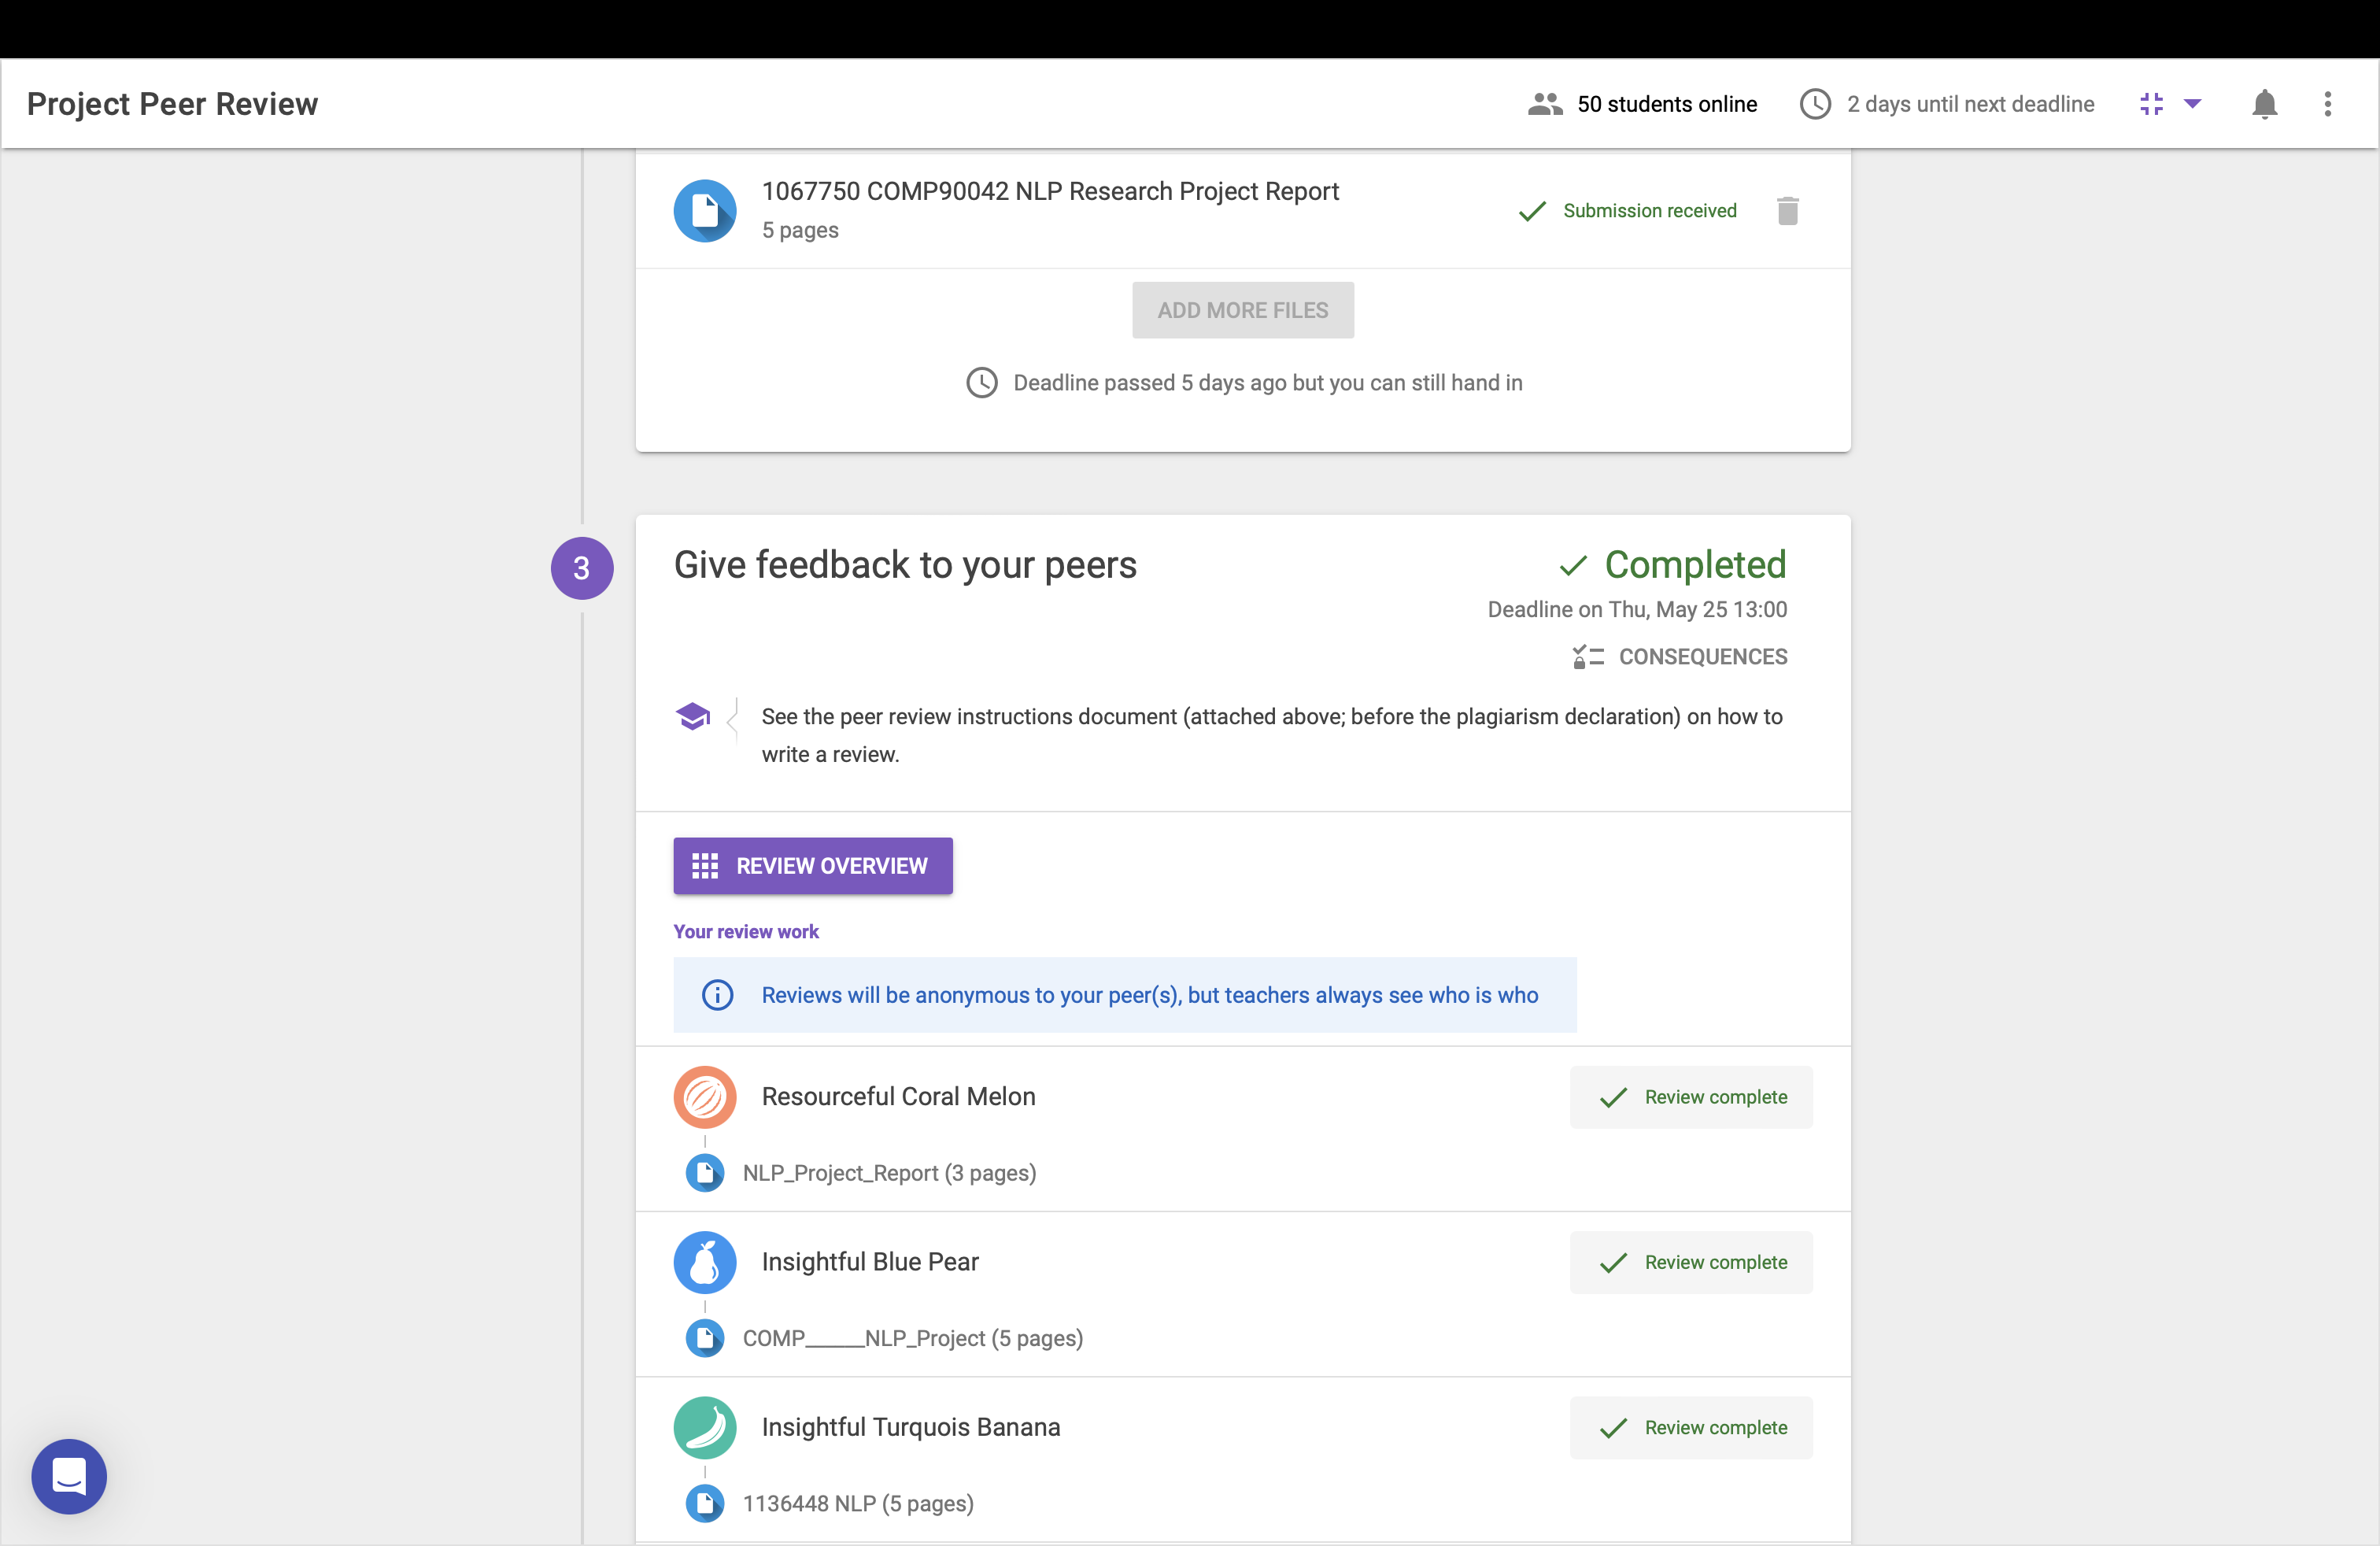 Project Peer Review
50 students online
2 days until next deadline
1067750 COMP90042 NLP Research Project Report
5 pages
Submission received
ADD MORE FILES
Deadline passed 5 days ago but you can still hand in
3
Give feedback to your peers
Completed
Deadline on Thu, May 25 13:00
CONSEQUENCES
See the peer review instructions document (attached above; before the plagiarism declaration) on how to
write a review.
REVIEW OVERVIEW
Your review work
Reviews will be anonymous to your peer(s), but teachers always see who is who
Resourceful Coral Melon
Review complete
NLP_Project_Report (3 pages)
Insightful Blue Pear
Review complete
COMP_____NLP_Project (5 pages)
Insightful Turquois Banana
Review complete
1136448 NLP (5 pages)